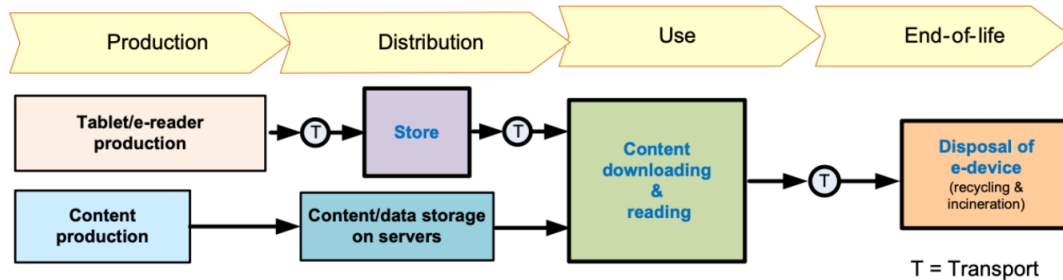 Production
Distribution
Use
End-of-life
Tablet/e-reader
production
T
Store
T
Content
downloading
&
reading
T
Disposal of
e-device
(recycling &
incineration)
Content
production
Content/data storage
on servers
T = Transport